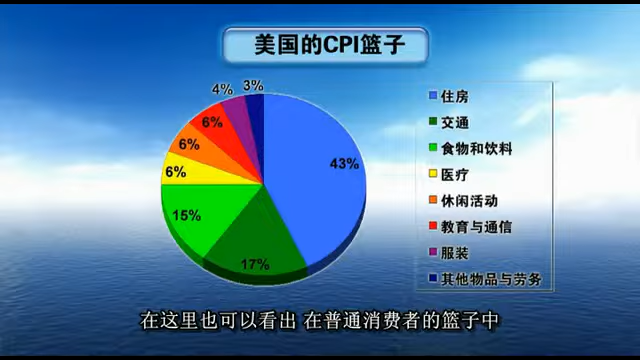 美国的CPI篮子
4%
3%
6%
6%
6%
15%
17%
43%
住房
交通
食物和饮料
医疗
休闲活动
教育与通信
服装
其他物品与劳务
在这里也可以看出 在普通消费者的篮子中